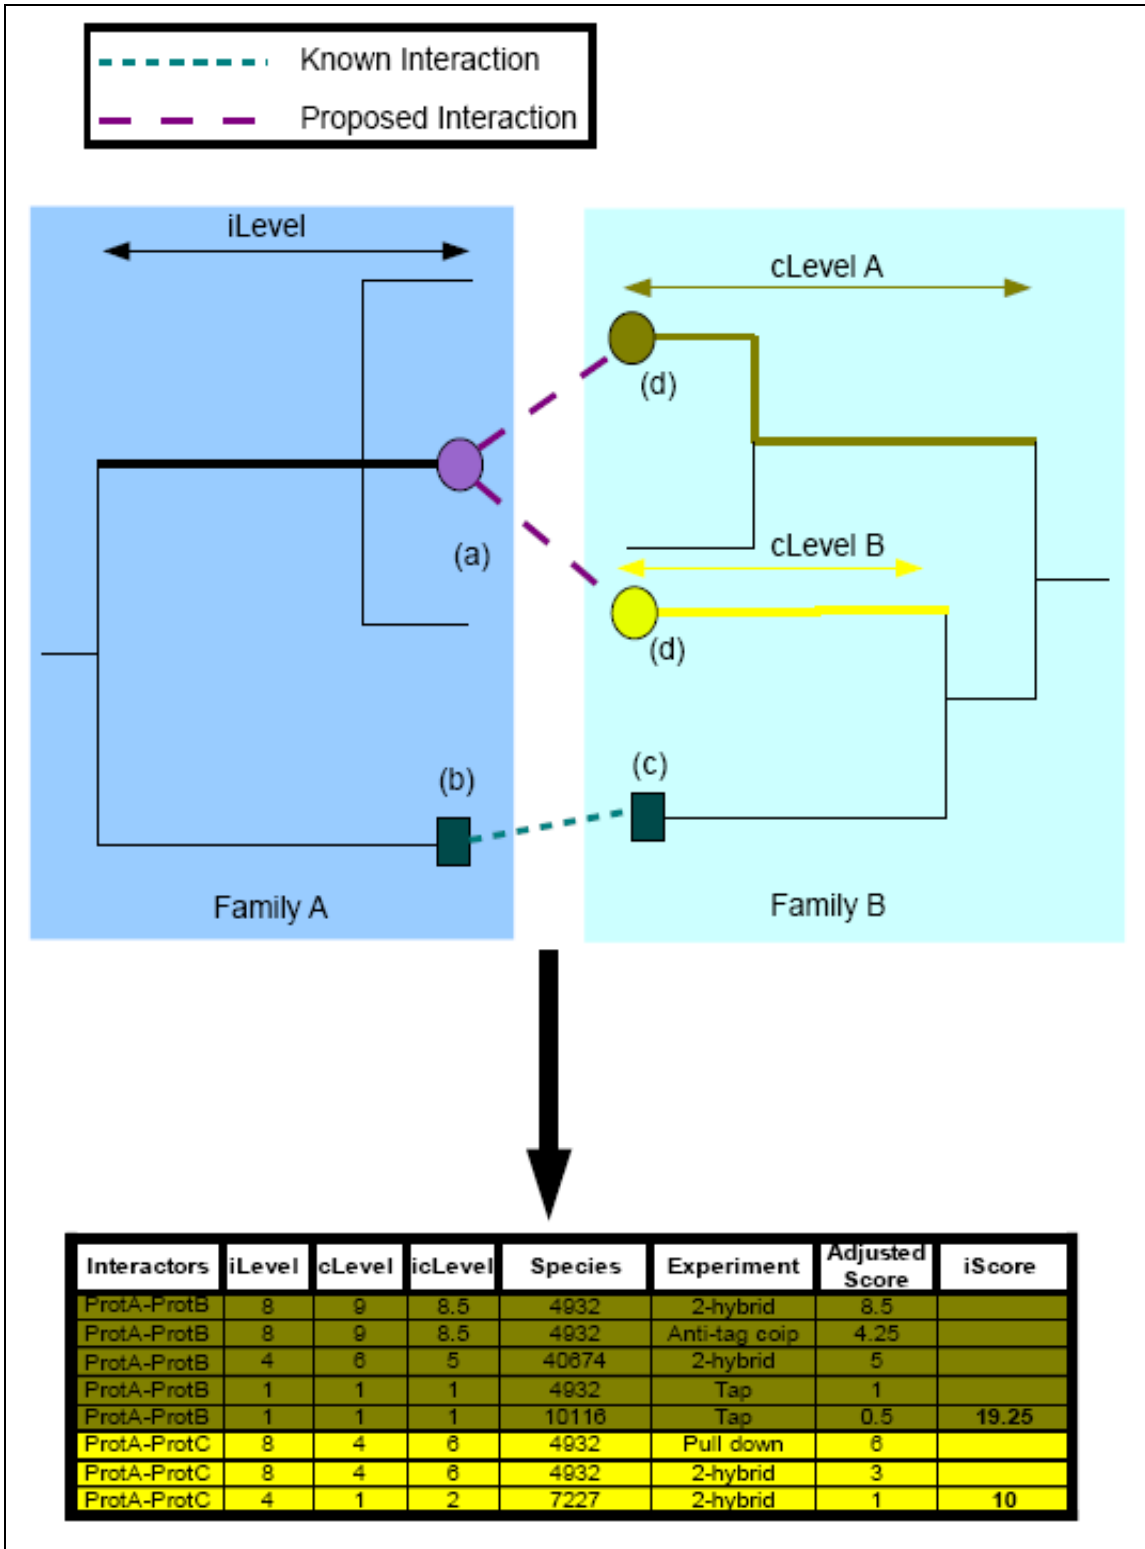 Known Interaction
Proposed Interaction
iLevel
cLevel A
(d)
(a)
cLevel B
(d)
(b)
(c)
Family A
Family B
Interactors iLevel cLevel icLevel Species Experiment Adjusted Score iScore
ProtA-ProtB 8 9 8.5 4932 2-hybrid 8.5
ProtA-ProtB 8 9 8.5 4932 Anti-tag coip 4.25
ProtA-ProtB 4 6 5 40674 2-hybrid 5
ProtA-ProtB 1 1 1 4932 Tap 1
ProtA-ProtB 1 1 1 10116 Tap 0.5 19.25
ProtA-ProtC 8 4 6 4932 Pull down 6
ProtA-ProtC 8 4 6 4932 2-hybrid 3
ProtA-ProtC 4 1 2 7227 2-hybrid 1 10